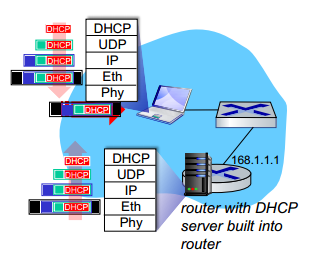 DHCP
DHCP
DHCP
DHCP
DHCP
DHCP
UDP
IP
Eth
Phy
DHCP
DHCP
DHCP
DHCP
DHCP
UDP
IP
Eth
Phy
168.1.1.1
router with DHCP
server built into
router